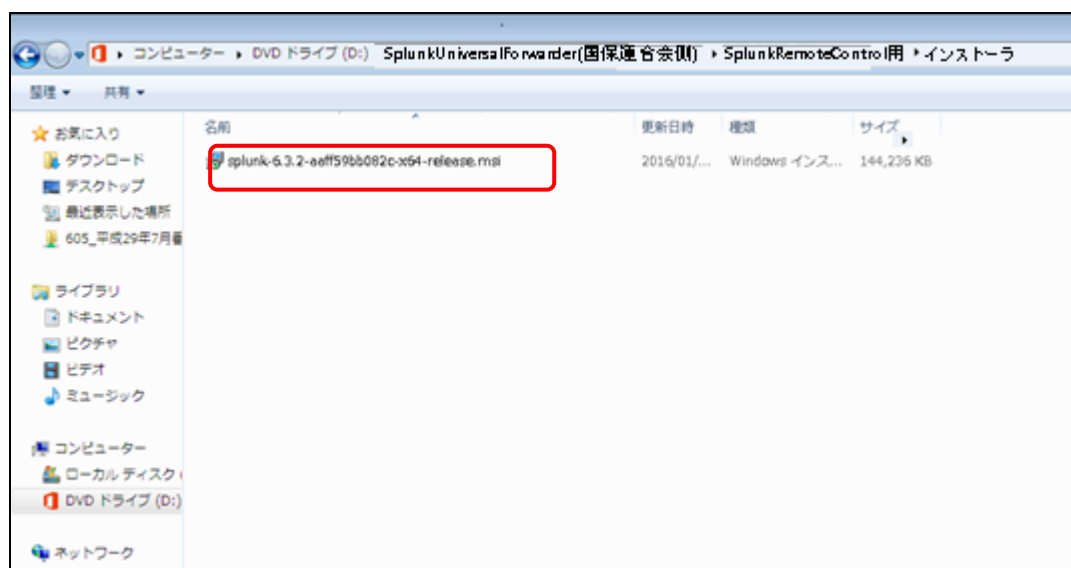 コンピューター ▸ DVD ドライブ (D:) SplunkUniversalForwarder(国保連合会側) ▸ SplunkRemoteControl用 ▸ インストーラ
整理 ▾ 共有 ▾
名前 更新日時 種類 サイズ
splunk-6.3.2-aaff59bb082c-x64-release.msi 2016/01/... Windows インス... 144,236 KB
お気に入り
ダウンロード
デスクトップ
最近表示した場所
605_平成29年7月
ライブラリ
ドキュメント
ピクチャ
ビデオ
ミュージック
コンピューター
ローカル ディスク (
DVD ドライブ (D:)
ネットワーク